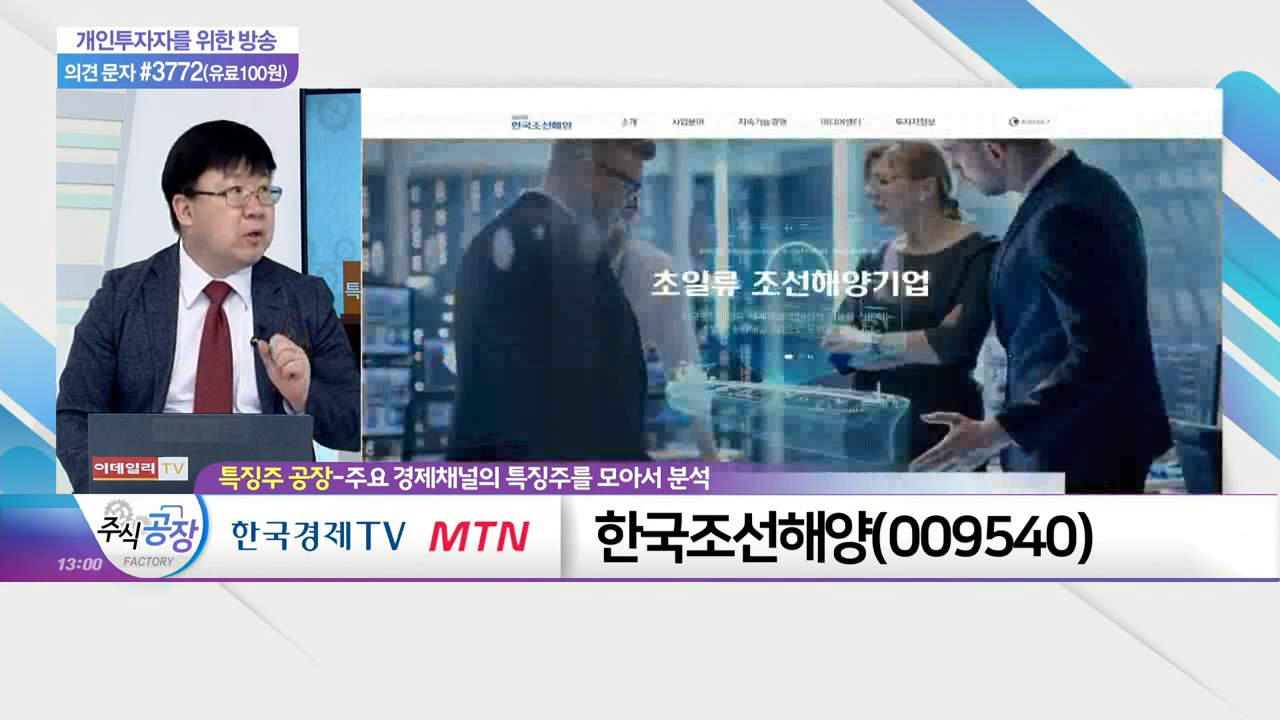 개인투자자를 위한 방송
의견 문자 #3772(유료100원)
한국조선해양 소개 사업분야 지속가능경영 미디어센터 투자자정보
초일류 조선해양기업
특
이데일리 TV
특징주 공장-주요 경제채널의 특징주를 모아서 분석
주식공장
FACTORY
13:00
한국경제TV MTN
한국조선해양(009540)